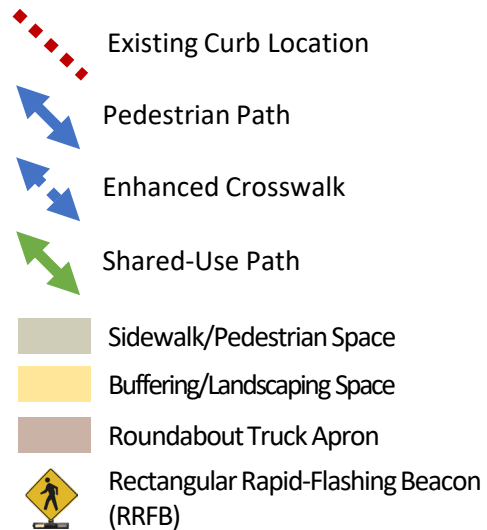 Existing Curb Location
Pedestrian Path
Enhanced Crosswalk
Shared-Use Path
Sidewalk/Pedestrian Space
Buffering/Landscaping Space
Roundabout Truck Apron
Rectangular Rapid-Flashing Beacon
(RRFB)